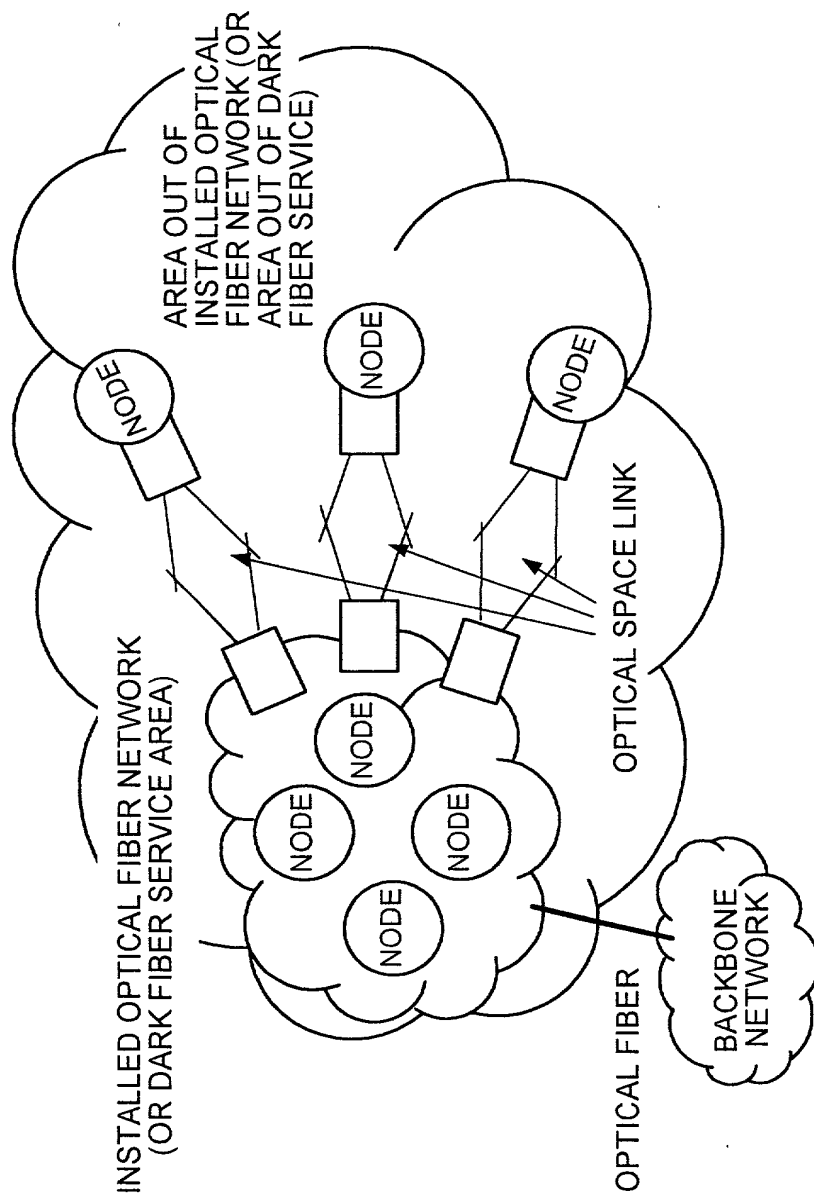 INSTALLED OPTICAL FIBER NETWORK
(OR DARK FIBER SERVICE AREA)
AREA OUT OF
INSTALLED OPTICAL
FIBER NETWORK (OR
AREA OUT OF DARK
FIBER SERVICE)
NODE
NODE
NODE
NODE
NODE
NODE
NODE
OPTICAL SPACE LINK
OPTICAL FIBER
BACKBONE
NETWORK